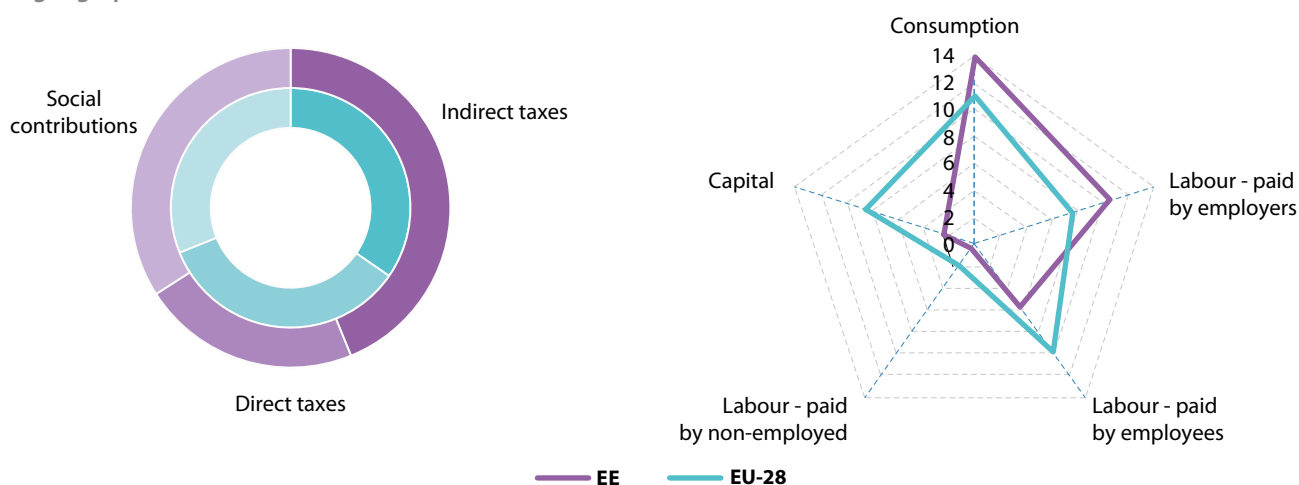 Social
contributions
Indirect taxes
Direct taxes
Consumption
14
12
10
8
6
4
2
0
Capital
Labour - paid
by employers
Labour - paid
by non-employed
Labour - paid
by employees
EE
EU-28